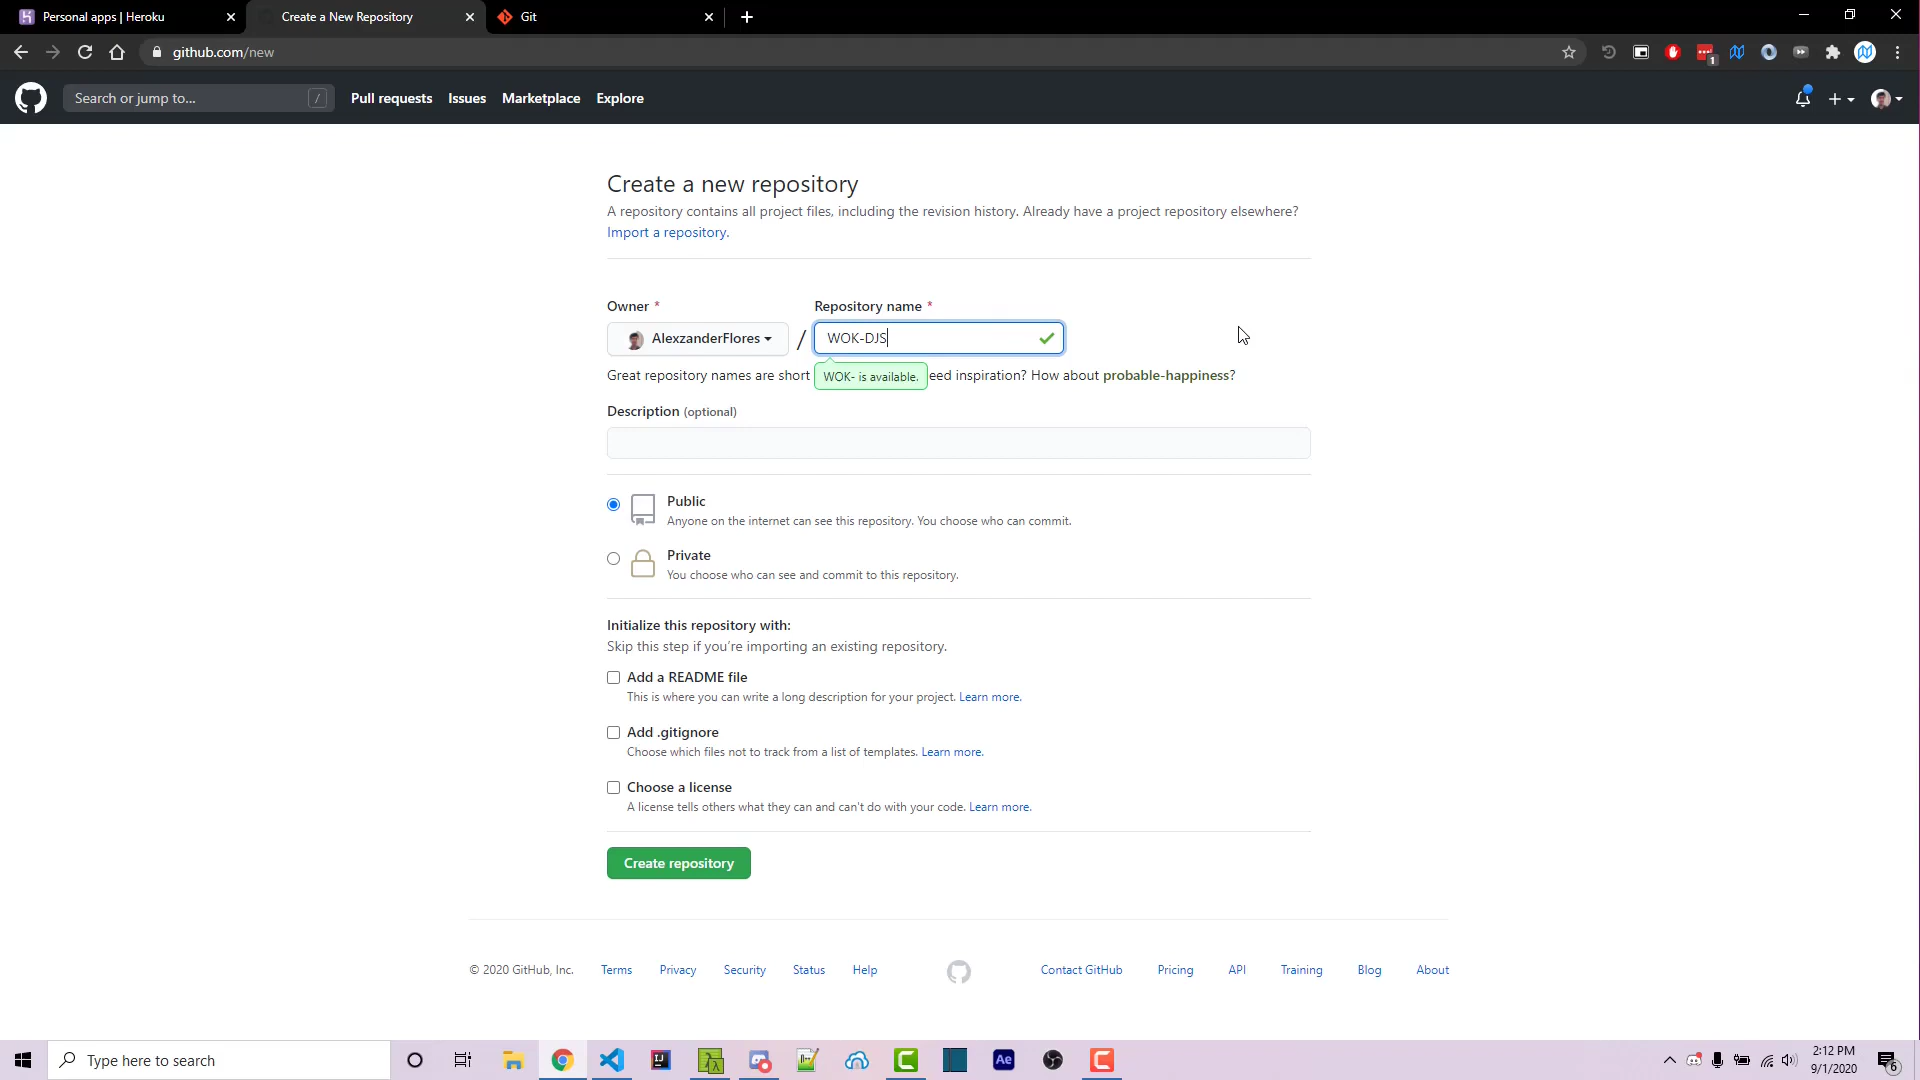 Personal apps | Heroku
Create a New Repository
Git
github.com/new
1
Search or jump to...
/
Pull requests
Issues
Marketplace
Explore
Create a new repository
A repository contains all project files, including the revision history. Already have a project repository elsewhere?
Import a repository.
Owner *
Repository name *
AlexzanderFlores
/
WOK-DJS
Great repository names are short
WOK- is available.
eed inspiration? How about probable-happiness?
Description (optional)
Public
Anyone on the internet can see this repository. You choose who can commit.
Private
You choose who can see and commit to this repository.
Initialize this repository with:
Skip this step if you're importing an existing repository.
Add a README file
This is where you can write a long description for your project. Learn more.
Add .gitignore
Choose which files not to track from a list of templates. Learn more.
Choose a license
A license tells others what they can and can't do with your code. Learn more.
Create repository
© 2020 GitHub, Inc.
Terms
Privacy
Security
Status
Help
Contact GitHub
Pricing
API
Training
Blog
About
Type here to search
IJ
Ae
2:12 PM
9/1/2020
6